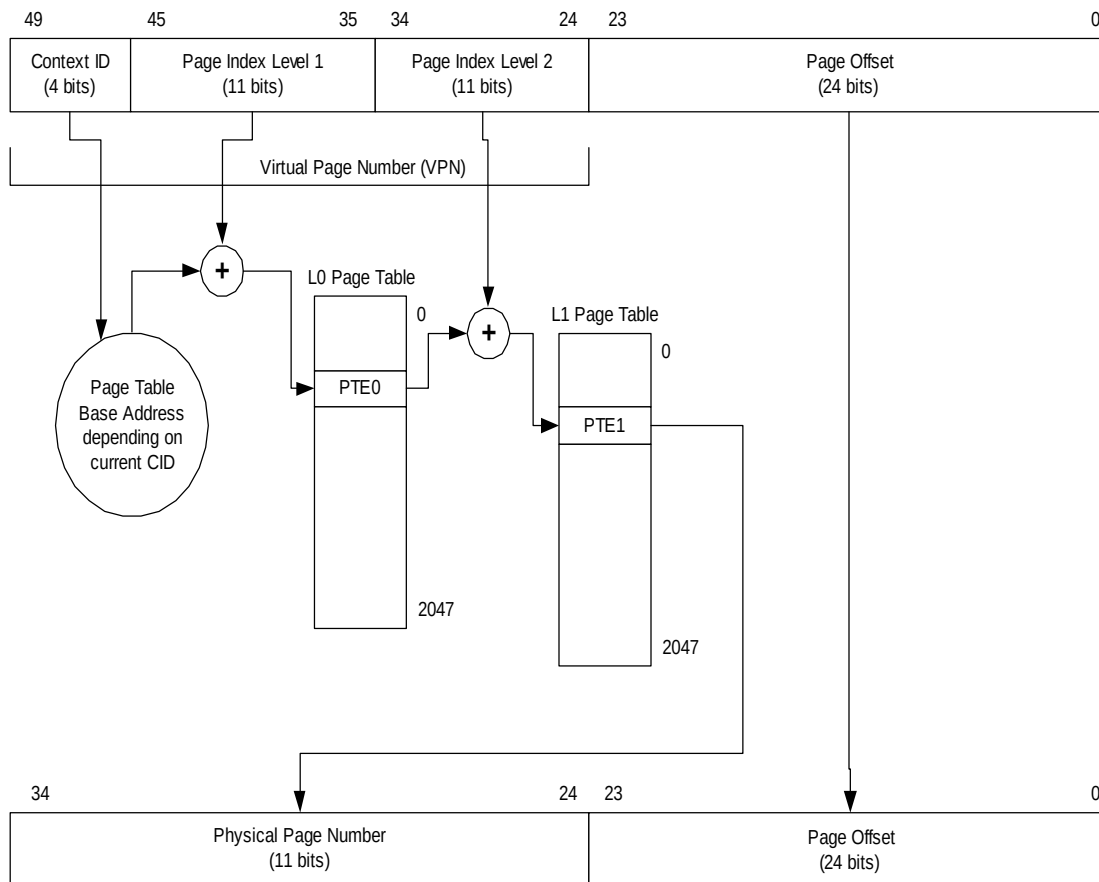 49 45 35 34 24 23 0
Context ID
(4 bits)
Page Index Level 1
(11 bits)
Page Index Level 2
(11 bits)
Page Offset
(24 bits)
Virtual Page Number (VPN)
+
L0 Page Table
0
PTE0
2047
+
L1 Page Table
0
PTE1
2047
Page Table
Base Address
depending on
current CID
34 24 23 0
Physical Page Number
(11 bits)
Page Offset
(24 bits)